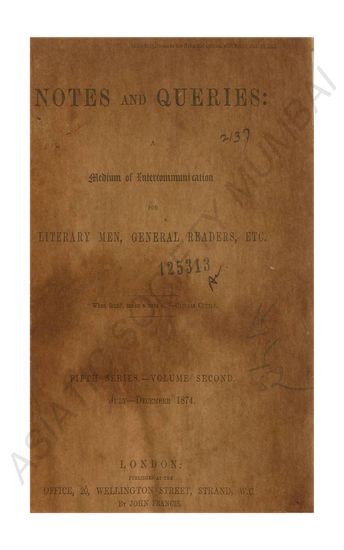 NOTES AND QUERIES:
2137
A
Medium of Intercommunication
FOR
LITERARY MEN, GENERAL READERS, ETC.
125313
FIFTH SERIES.—VOLUME SECOND.
JULY—DECEMBER 1874.
LONDON:
PUBLISHED AT THE
OFFICE, 20, WELLINGTON STREET, STRAND, W.C.
BY JOHN FRANCIS.
ASIATIC SOCIETY MUMBAI